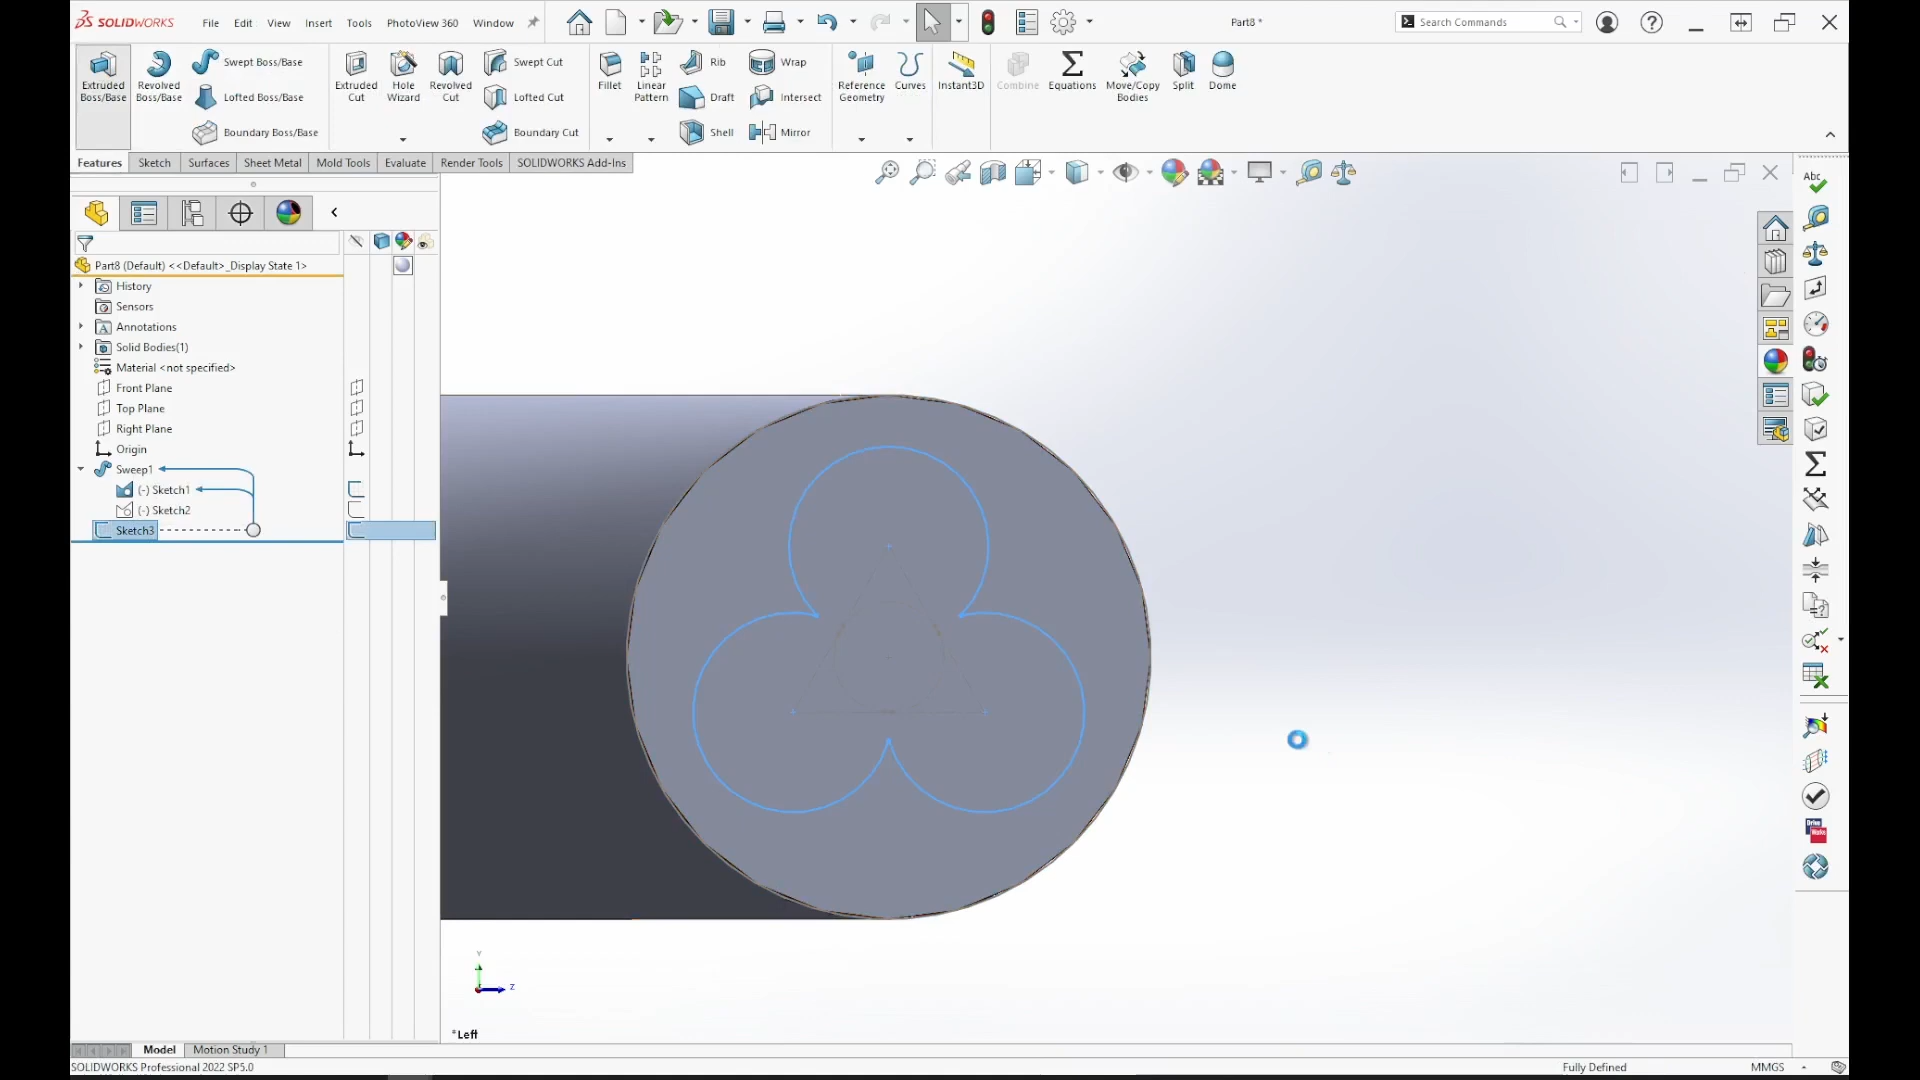 SOLIDWORKS File Edit View Insert Tools PhotoView 360 Window Part8 * Search Commands
Extruded Boss/Base
Revolved Boss/Base
Swept Boss/Base
Lofted Boss/Base
Boundary Boss/Base
Extruded Cut
Hole Wizard
Revolved Cut
Swept Cut
Lofted Cut
Boundary Cut
Fillet
Linear Pattern
Rib
Draft
Shell
Wrap
Intersect
Mirror
Reference Geometry
Curves
Instant3D
Combine
Equations
Move/Copy Bodies
Split
Dome
Features Sketch Surfaces Sheet Metal Mold Tools Evaluate Render Tools SOLIDWORKS Add-Ins
Abc
Part8 (Default) <<Default>_Display State 1>
History
Sensors
Annotations
Solid Bodies(1)
Material <not specified>
Front Plane
Top Plane
Right Plane
Origin
Sweep1
(-) Sketch1
(-) Sketch2
Sketch3
Y
Z
*Left
Model Motion Study 1
SOLIDWORKS Professional 2022 SP5.0 Fully Defined MMGS